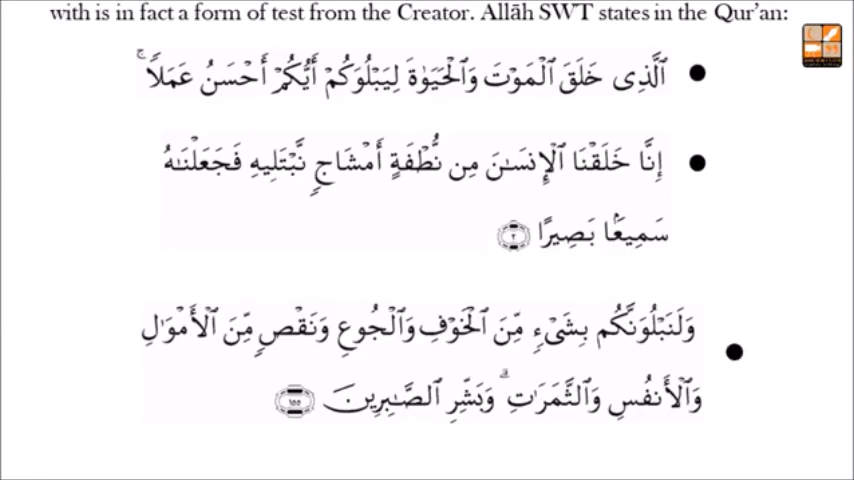 with is in fact a form of test from the Creator. Allāh SWT states in the Qur’an:
ٱلَّذِى خَلَقَ ٱلْمَوْتَ وَٱلْحَيَوٰةَ لِيَبْلُوَكُمْ أَيُّكُمْ أَحْسَنُ عَمَلًا ۚ
إِنَّا خَلَقْنَا ٱلْإِنسَـٰنَ مِن نُّطْفَةٍ أَمْشَاجٍ نَّبْتَلِيهِ فَجَعَلْنَـٰهُ
سَمِيعًۢا بَصِيرًا ٢
وَلَنَبْلُوَنَّكُم بِشَىْءٍ مِّنَ ٱلْخَوْفِ وَٱلْجُوعِ وَنَقْصٍ مِّنَ ٱلْأَمْوَٰلِ
وَٱلْأَنفُسِ وَٱلثَّمَرَٰتِ ۗ وَبَشِّرِ ٱلصَّـٰبِرِينَ ١٥٥